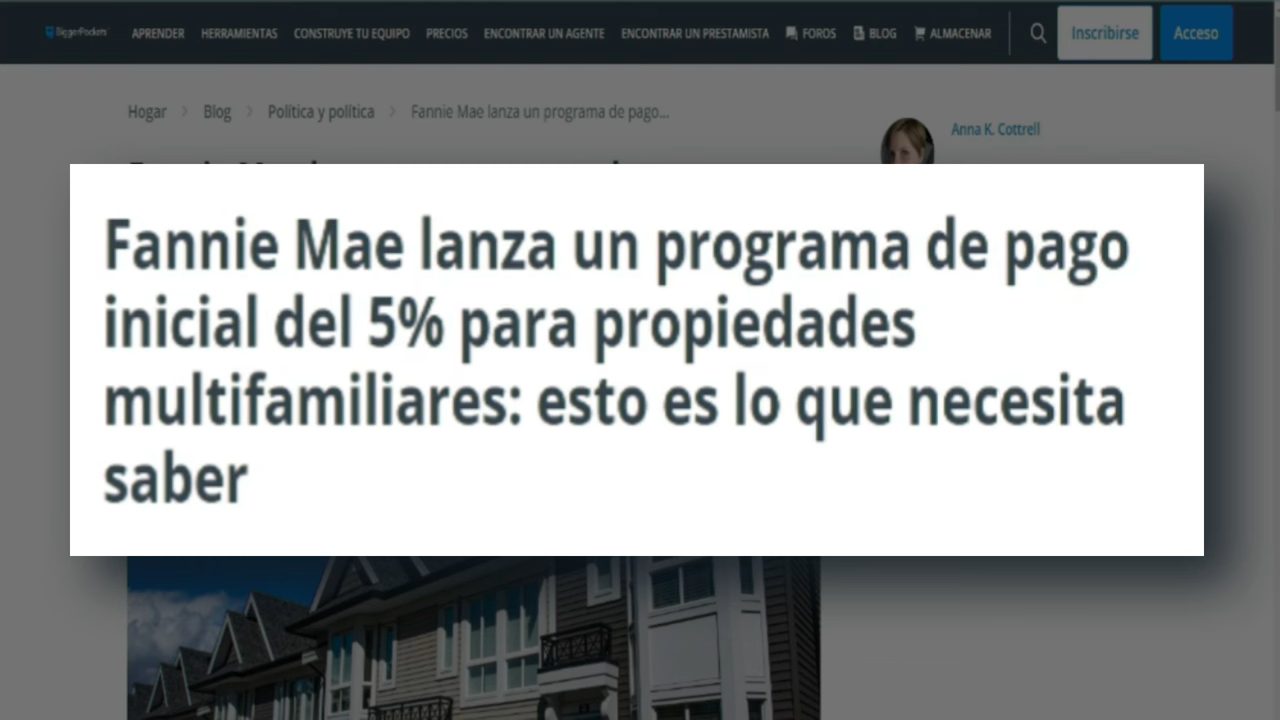 BiggerPockets APRENDER HERRAMIENTAS CONSTRUYE TU EQUIPO PRECIOS ENCONTRAR UN AGENTE ENCONTRAR UN PRESTAMISTA FOROS BLOG ALMACENAR Inscribirse Acceso
Hogar > Blog > Política y política > Fannie Mae lanza un programa de pago...
Anna K. Cottrell
Fannie Mae lanza un programa de pago
inicial del 5% para propiedades
multifamiliares: esto es lo que necesita
saber